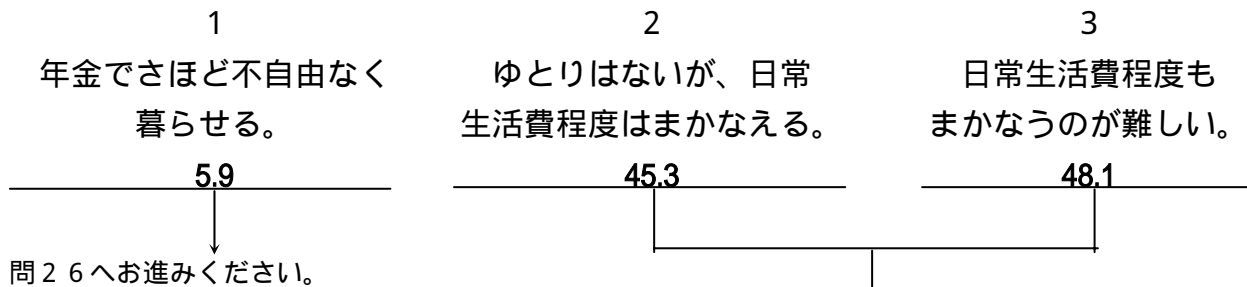 1
年金でさほど不自由なく
暮らせる。
5.9
2
ゆとりはないが、日常
生活費程度はまかなえる。
45.3
3
日常生活費程度も
まかなうのが難しい。
48.1
問26へお進みください。